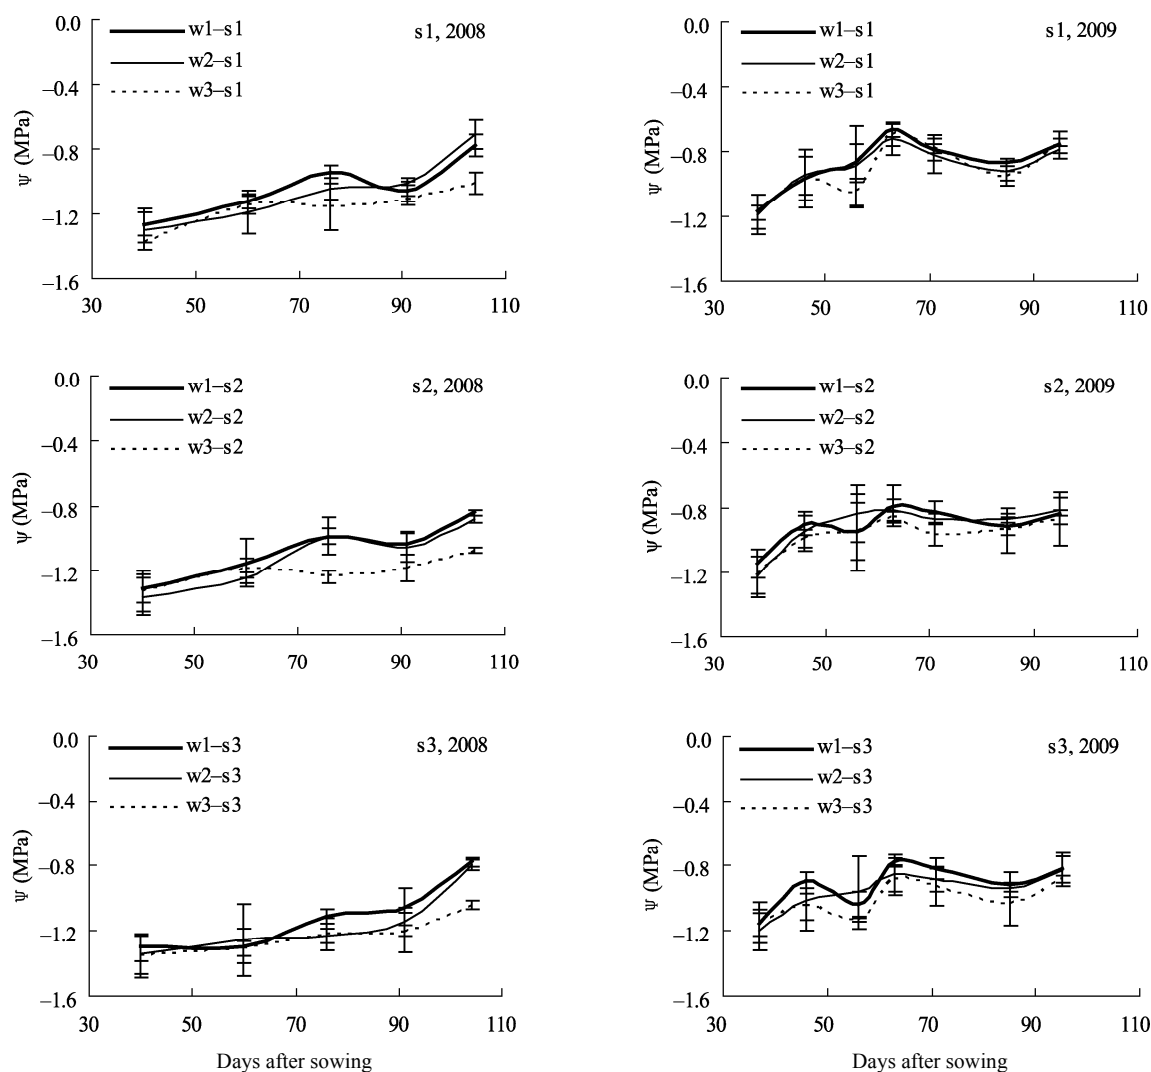 0.0
−0.4
−0.8
−1.2
−1.6
Ψ (MPa)
w1–s1
w2–s1
w3–s1
s1, 2008
30
50
70
90
110
0.0
−0.4
−0.8
−1.2
−1.6
Ψ (MPa)
w1–s1
w2–s1
w3–s1
s1, 2009
30
50
70
90
110
0.0
−0.4
−0.8
−1.2
−1.6
Ψ (MPa)
w1–s2
w2–s2
w3–s2
s2, 2008
30
50
70
90
110
0.0
−0.4
−0.8
−1.2
−1.6
Ψ (MPa)
w1–s2
w2–s2
w3–s2
s2, 2009
30
50
70
90
110
0.0
−0.4
−0.8
−1.2
−1.6
Ψ (MPa)
w1–s3
w2–s3
w3–s3
s3, 2008
30
50
70
90
110
Days after sowing
0.0
−0.4
−0.8
−1.2
−1.6
Ψ (MPa)
w1–s3
w2–s3
w3–s3
s3, 2009
30
50
70
90
110
Days after sowing